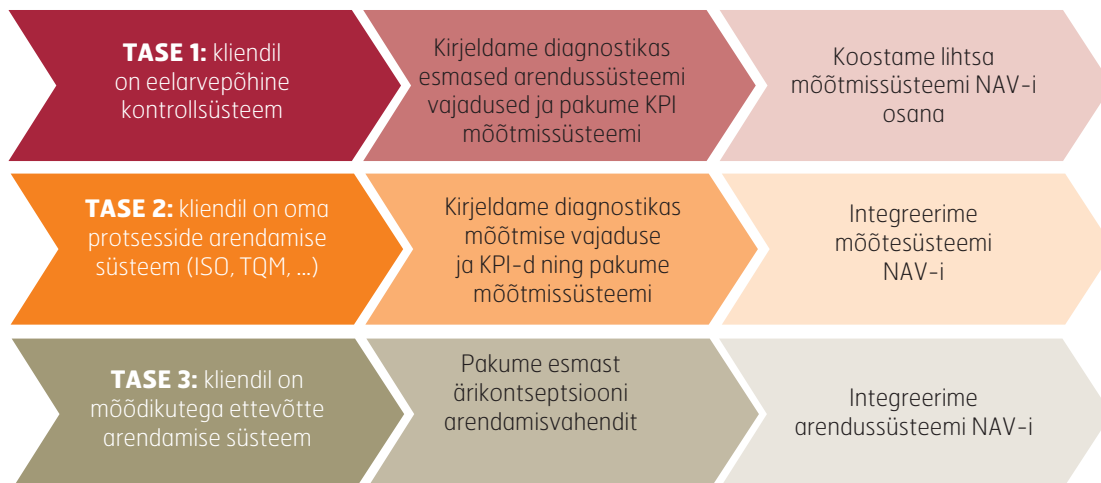 TASE 1: kliendil
on eelarvepõhine
kontrollsüsteem
Kirjeldame diagnostikas
esmased arendussüsteemi
vajadused ja pakume KPI
mõõtmissüsteemi
Koostame lihtsa
mõõtmissüsteemi NAV-i
osana
TASE 2: kliendil on oma
protsesside arendamise
süsteem (ISO, TQM, ...)
Kirjeldame diagnostikas
mõõtmise vajaduse
ja KPI-d ning pakume
mõõtmissüsteemi
Integreerime
mõõtesüsteemi
NAV-i
TASE 3: kliendil on
mõõdikutega ettevõtte
arendamise süsteem
Pakume esmast
ärikontseptsiooni
arendamisvahendit
Integreerime
arendussüsteemi NAV-i